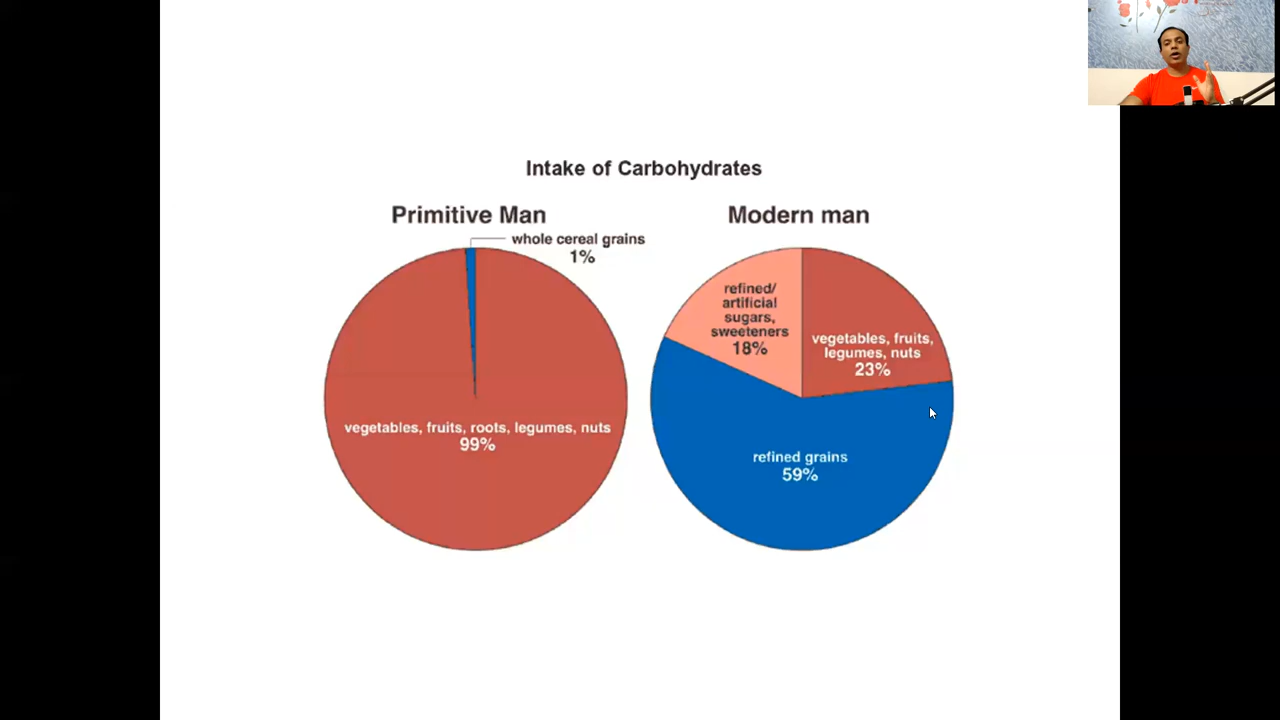 Intake of Carbohydrates
Primitive Man
whole cereal grains
1%
vegetables, fruits, roots, legumes, nuts
99%
Modern man
refined/
artificial
sugars,
sweeteners
18%
vegetables, fruits,
legumes, nuts
23%
refined grains
59%